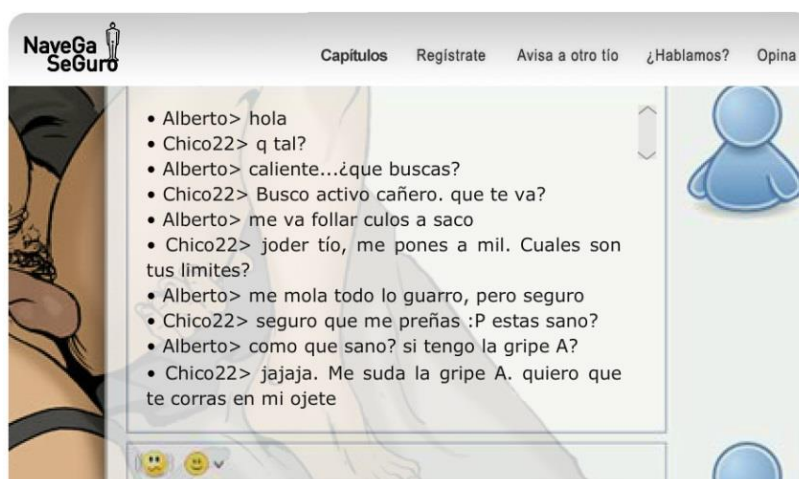 NaveGa
SeGuro
Capítulos Regístrate Avisa a otro tío ¿Hablamos? Opina
• Alberto> hola
• Chico22> q tal?
• Alberto> caliente...¿que buscas?
• Chico22> Busco activo cañero. que te va?
• Alberto> me va follar culos a saco
• Chico22> joder tío, me pones a mil. Cuales son
tus limites?
• Alberto> me mola todo lo guarro, pero seguro
• Chico22> seguro que me preñas :P estas sano?
• Alberto> como que sano? si tengo la gripe A?
• Chico22> jajaja. Me suda la gripe A. quiero que
te corras en mi ojete